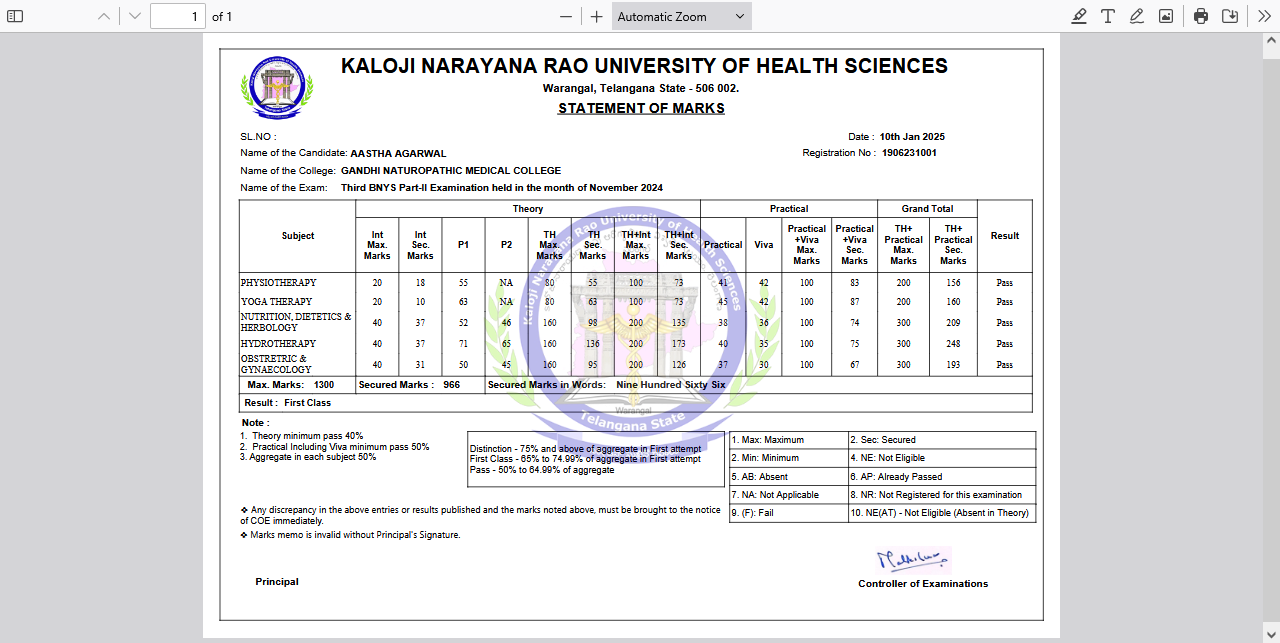 1 of 1
Automatic Zoom
KALOJI NARAYANA RAO UNIVERSITY OF HEALTH SCIENCES
Warangal, Telangana State - 506 002.
STATEMENT OF MARKS
SL.NO :
Date : 10th Jan 2025
Name of the Candidate: AASTHA AGARWAL
Registration No : 1906231001
Name of the College: GANDHI NATUROPATHIC MEDICAL COLLEGE
Name of the Exam: Third BNYS Part-II Examination held in the month of November 2024
Subject Theory Practical Grand Total Result
Int Max. Marks Int Sec. Marks P1 P2 TH Max. Marks TH Sec. Marks TH+Int Max. Marks TH+Int Sec. Marks Practical Viva Practical +Viva Max. Marks Practical +Viva Sec. Marks TH+ Practical Max. Marks TH+ Practical Sec. Marks
PHYSIOTHERAPY 20 18 55 NA 80 55 100 73 41 42 100 83 200 156 Pass
YOGA THERAPY 20 10 63 NA 80 63 100 73 45 42 100 87 200 160 Pass
NUTRITION, DIETETICS & HERBOLOGY 40 37 52 46 160 98 200 135 38 36 100 74 300 209 Pass
HYDROTHERAPY 40 37 71 65 160 136 200 173 40 35 100 75 300 248 Pass
OBSTRETRIC & GYNAECOLOGY 40 31 50 45 160 95 200 126 37 30 100 67 300 193 Pass
Max. Marks: 1300 Secured Marks : 966 Secured Marks in Words: Nine Hundred Sixty Six
Result : First Class
Kaloji Narayana Rao University of Health Sciences
Warangal
Telangana State
Note :
1. Theory minimum pass 40%
2. Practical Including Viva minimum pass 50%
3. Aggregate in each subject 50%
Distinction - 75% and above of aggregate in First attempt
First Class - 65% to 74.99% of aggregate in First attempt
Pass - 50% to 64.99% of aggregate
1. Max: Maximum 2. Sec: Secured
2. Min: Minimum 4. NE: Not Eligible
5. AB: Absent 6. AP: Already Passed
7. NA: Not Applicable 8. NR: Not Registered for this examination
9. (F): Fail 10. NE(AT) - Not Eligible (Absent in Theory)
❖ Any discrepancy in the above entries or results published and the marks noted above, must be brought to the notice
of COE immediately.
❖ Marks memo is invalid without Principal's Signature.
Principal
Controller of Examinations